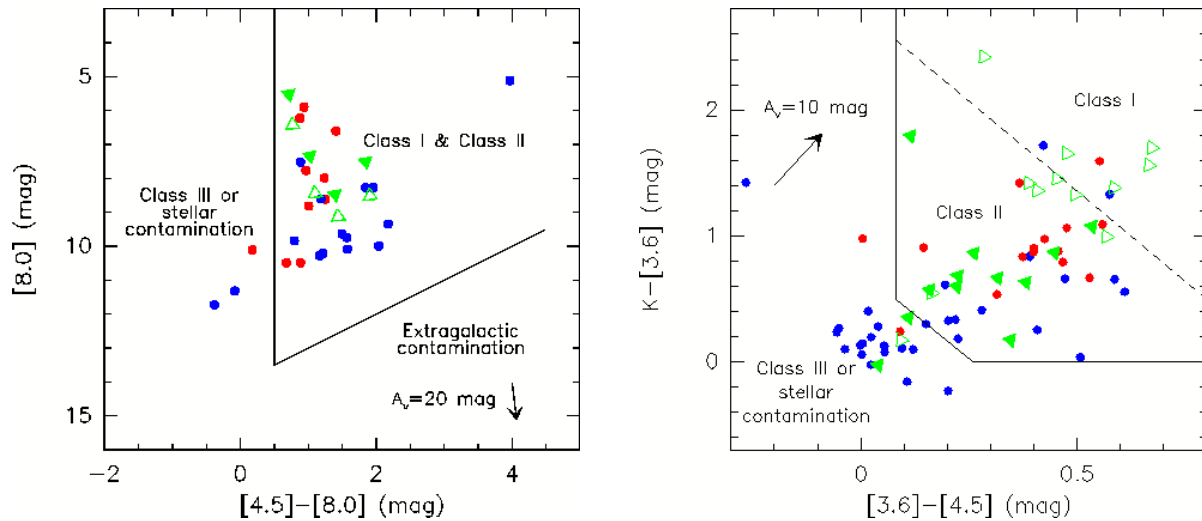 5
10
15
[8.0] (mag)
−2
0
2
4
[4.5]−[8.0] (mag)
Class I & Class II
Class III or
stellar
contamination
Extragalactic
contamination
Aᵥ=20 mag
2
1
0
K−[3.6] (mag)
0
0.5
[3.6]−[4.5] (mag)
Aᵥ=10 mag
Class I
Class II
Class III or
stellar
contamination